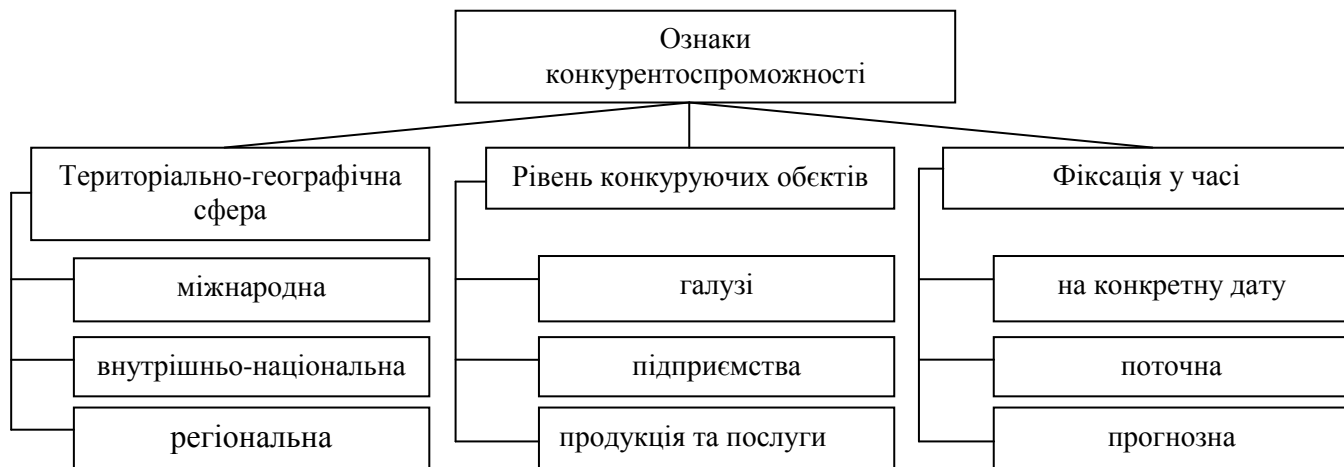 Ознаки
конкурентоспроможності
Територіально-географічна
сфера
міжнародна
внутрішньо-національна
регіональна
Рівень конкуруючих обєктів
галузі
підприємства
продукція та послуги
Фіксація у часі
на конкретну дату
поточна
прогнозна